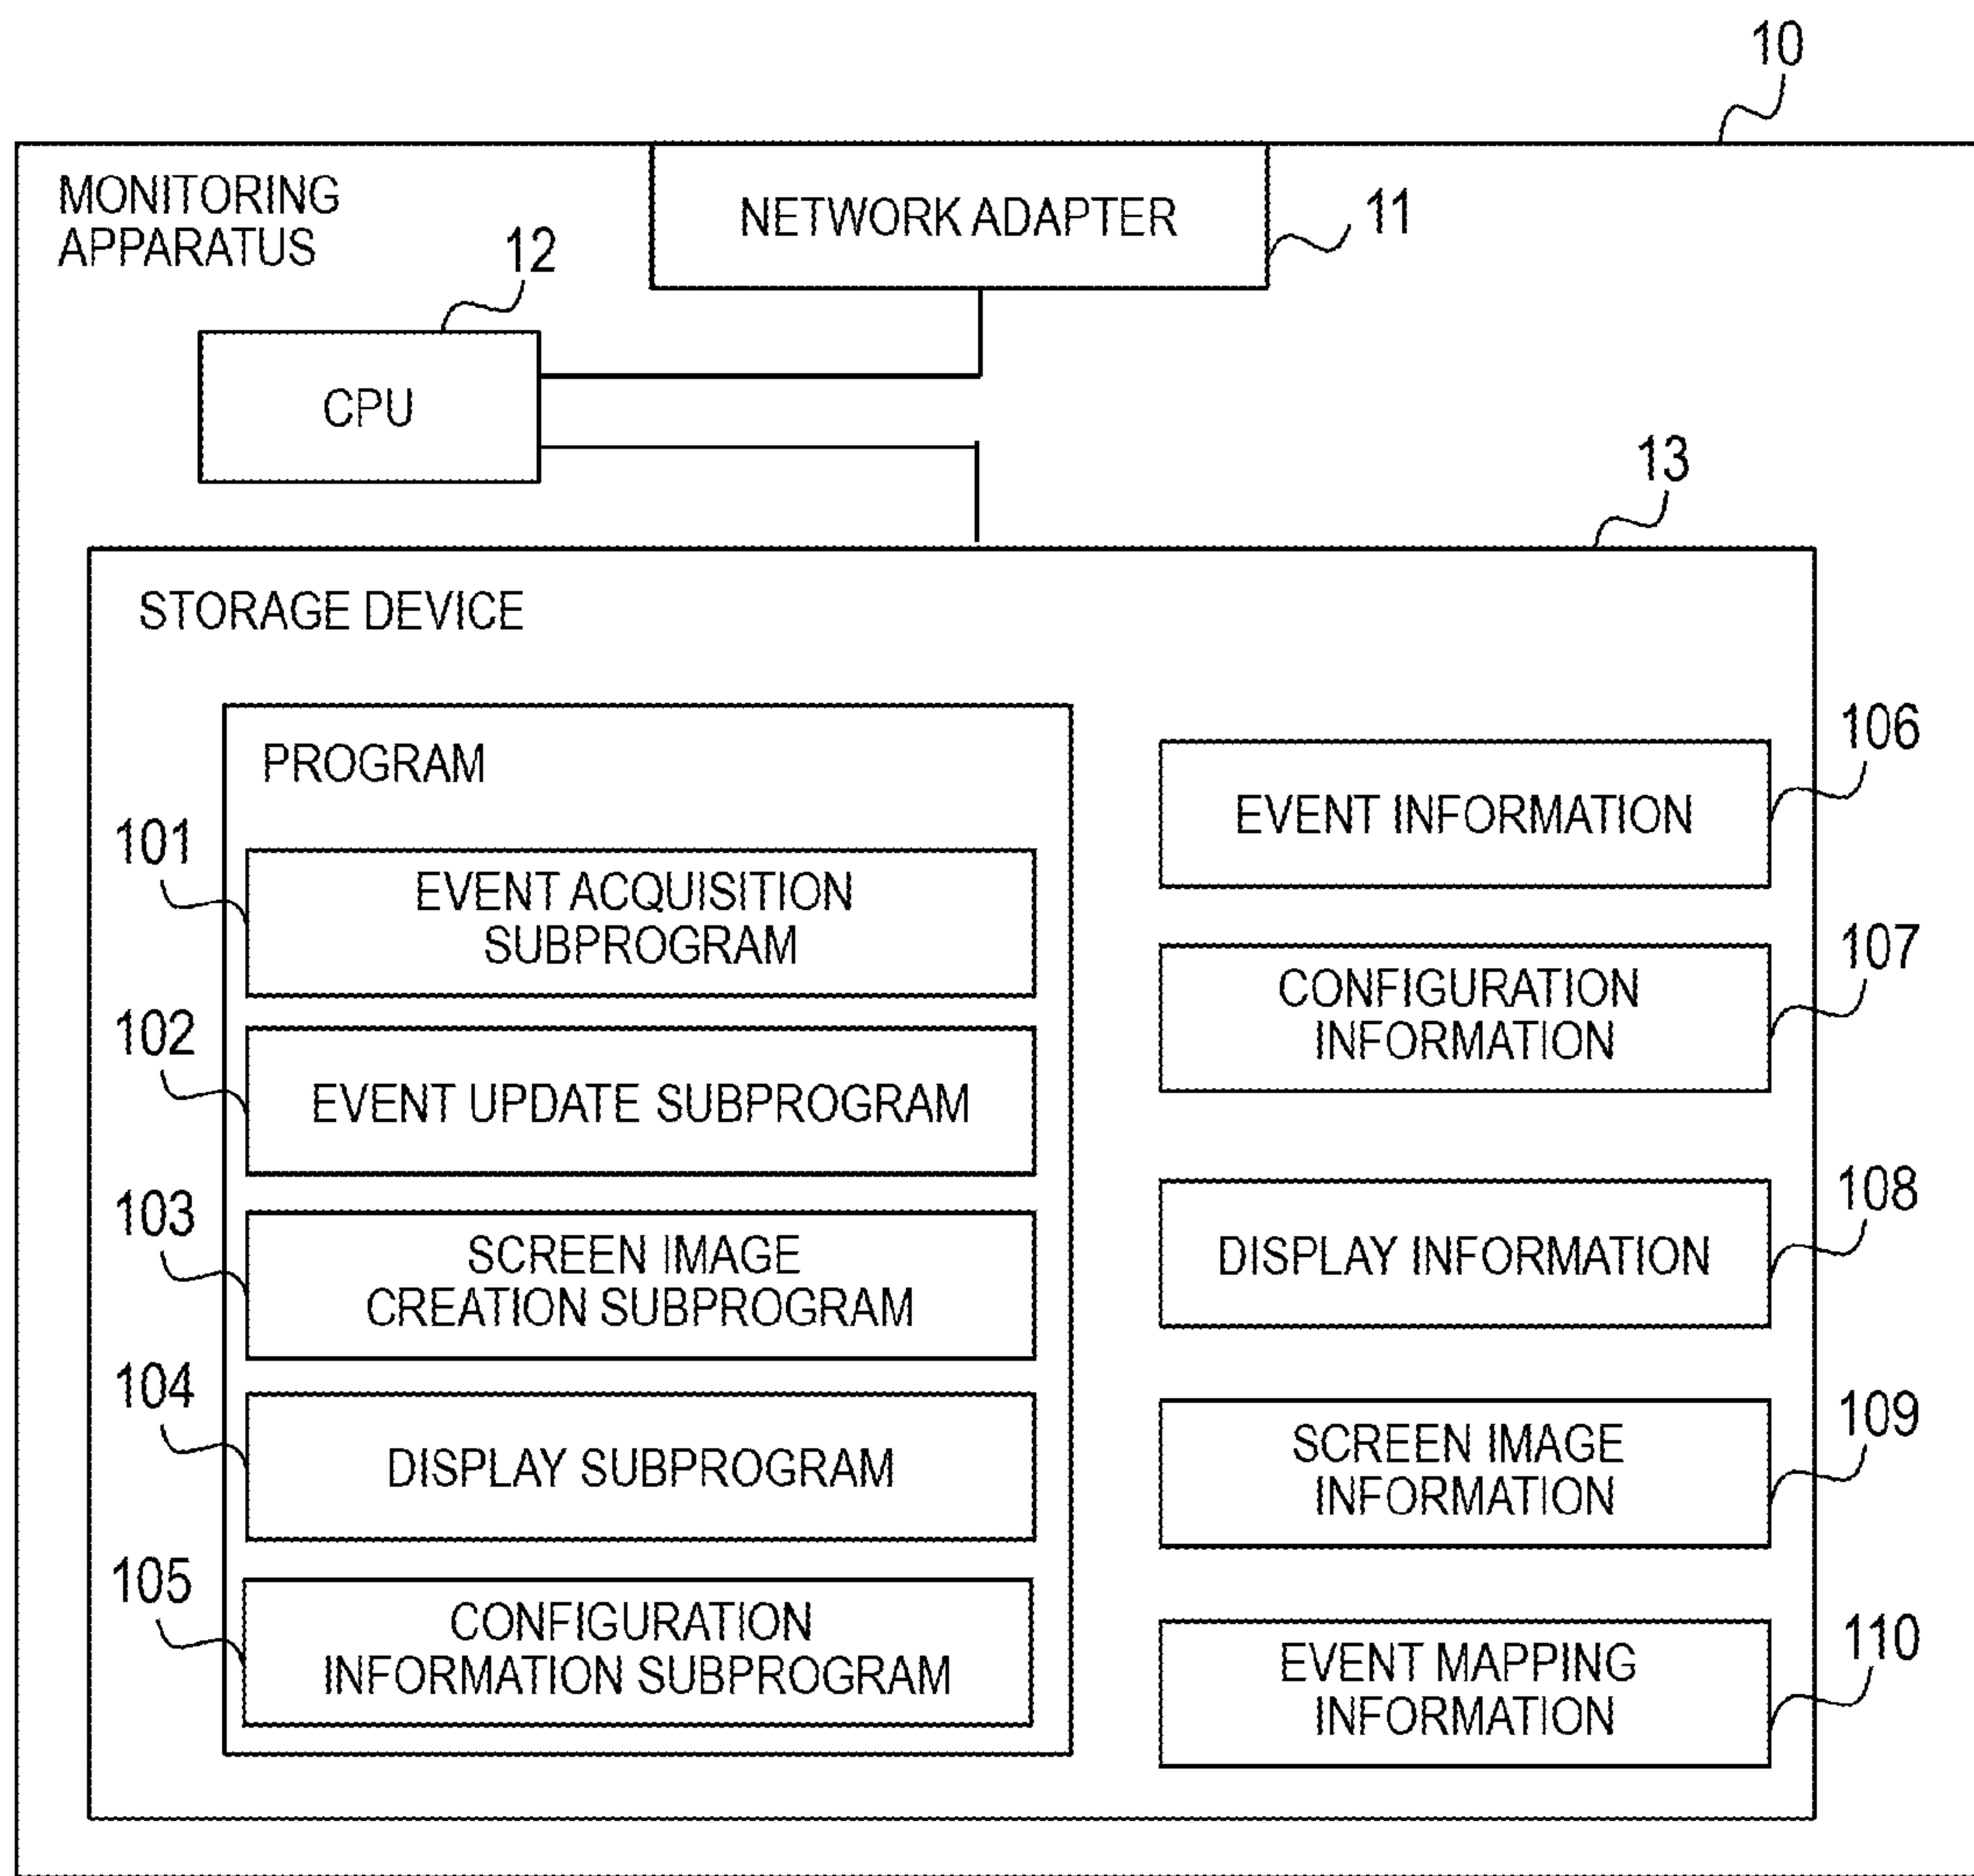 10
MONITORING
APPARATUS
NETWORK ADAPTER
11
12
CPU
13
STORAGE DEVICE
PROGRAM
101
EVENT ACQUISITION
SUBPROGRAM
102
EVENT UPDATE SUBPROGRAM
103
SCREEN IMAGE
CREATION SUBPROGRAM
104
DISPLAY SUBPROGRAM
105
CONFIGURATION
INFORMATION SUBPROGRAM
106
EVENT INFORMATION
107
CONFIGURATION
INFORMATION
108
DISPLAY INFORMATION
109
SCREEN IMAGE
INFORMATION
110
EVENT MAPPING
INFORMATION